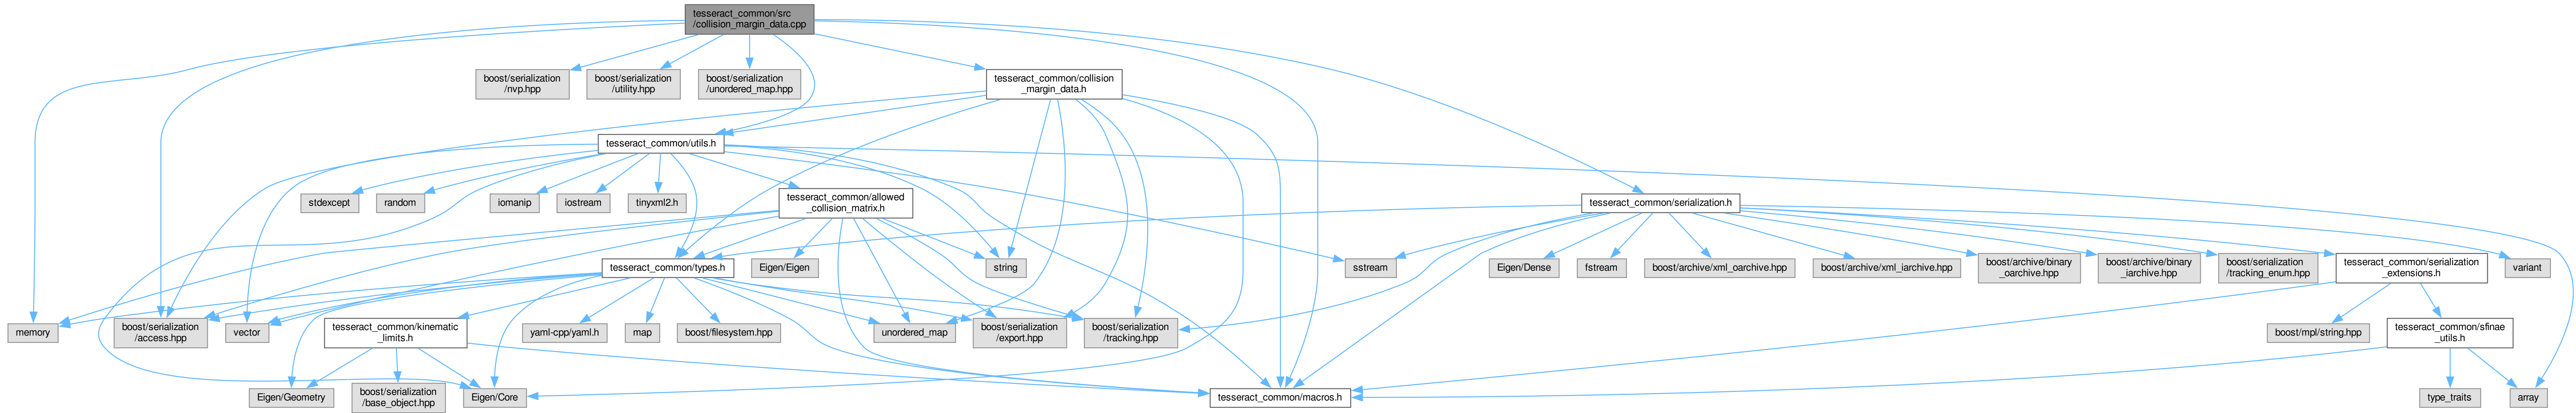 tesseract_common/src
/collision_margin_data.cpp
boost/serialization
/nvp.hpp
boost/serialization
/utility.hpp
boost/serialization
/unordered_map.hpp
tesseract_common/collision
_margin_data.h
tesseract_common/utils.h
stdexcept
random
iomanip
iostream
tinyxml2.h
tesseract_common/allowed
_collision_matrix.h
tesseract_common/serialization.h
tesseract_common/types.h
Eigen/Eigen
string
sstream
Eigen/Dense
fstream
boost/archive/xml_oarchive.hpp
boost/archive/xml_iarchive.hpp
boost/archive/binary
_oarchive.hpp
boost/archive/binary
_iarchive.hpp
boost/serialization
/tracking_enum.hpp
tesseract_common/serialization
_extensions.h
variant
memory
boost/serialization
/access.hpp
vector
tesseract_common/kinematic
_limits.h
yaml-cpp/yaml.h
map
boost/filesystem.hpp
unordered_map
boost/serialization
/export.hpp
boost/serialization
/tracking.hpp
boost/mpl/string.hpp
tesseract_common/sfinae
_utils.h
Eigen/Geometry
boost/serialization
/base_object.hpp
Eigen/Core
tesseract_common/macros.h
type_traits
array